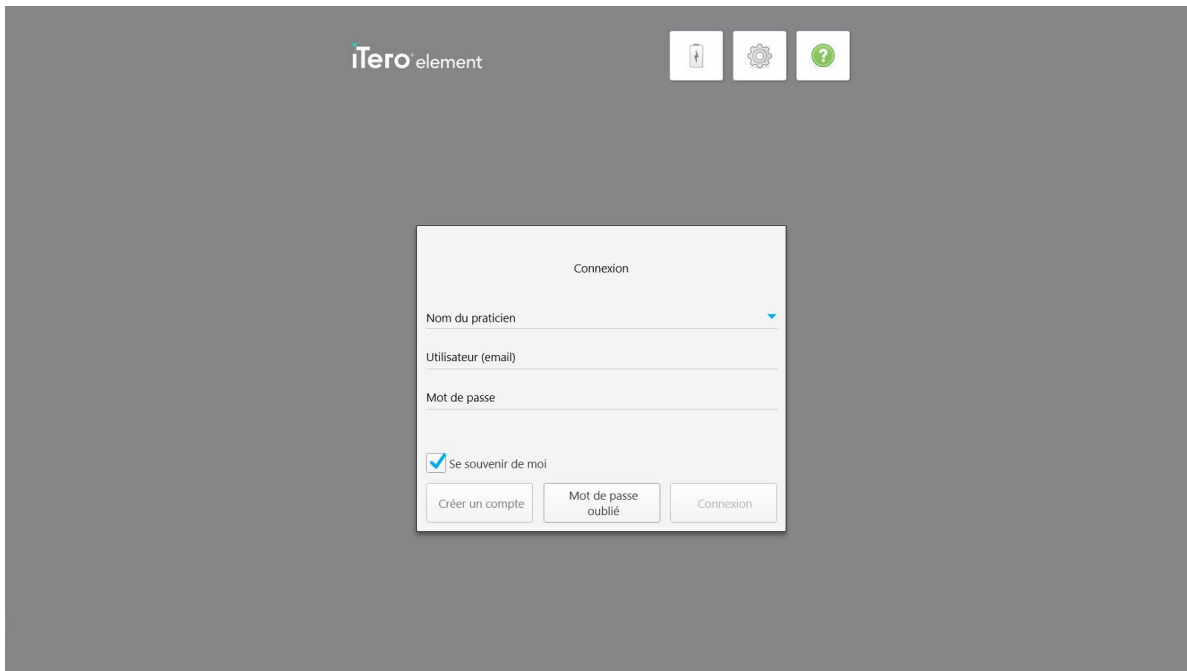 iTero element
?
Connexion
Nom du praticien
Utilisateur (email)
Mot de passe
Se souvenir de moi
Créer un compte
Mot de passe
oublié
Connexion